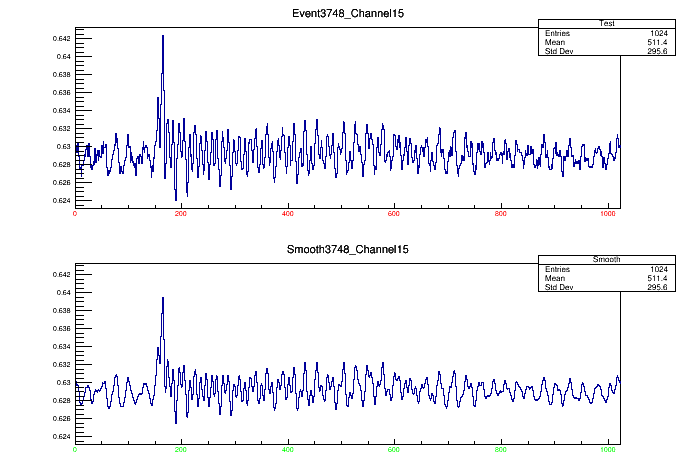 Event3748_Channel15
Test
Entries 1024
Mean 511.4
Std Dev 295.6
0.642
0.64
0.638
0.636
0.634
0.632
0.63
0.628
0.626
0.624
0 200 400 600 800 1000
Smooth3748_Channel15
Smooth
Entries 1024
Mean 511.4
Std Dev 295.6
0.642
0.64
0.638
0.636
0.634
0.632
0.63
0.628
0.626
0.624
0 200 400 600 800 1000